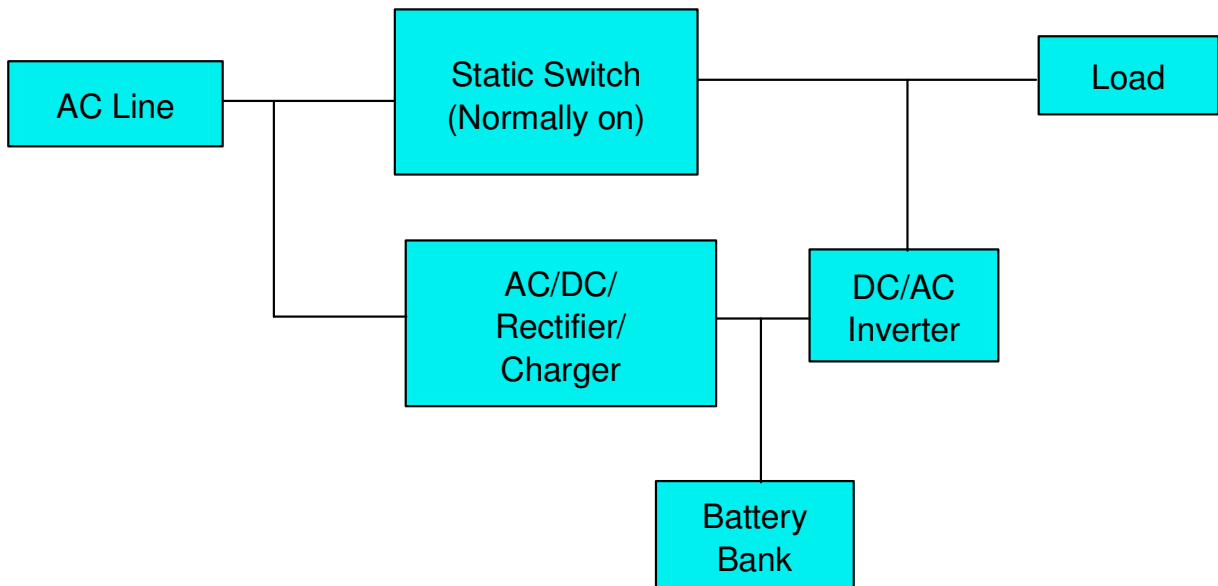 AC Line
Static Switch
(Normally on)
Load
AC/DC/
Rectifier/
Charger
DC/AC
Inverter
Battery
Bank